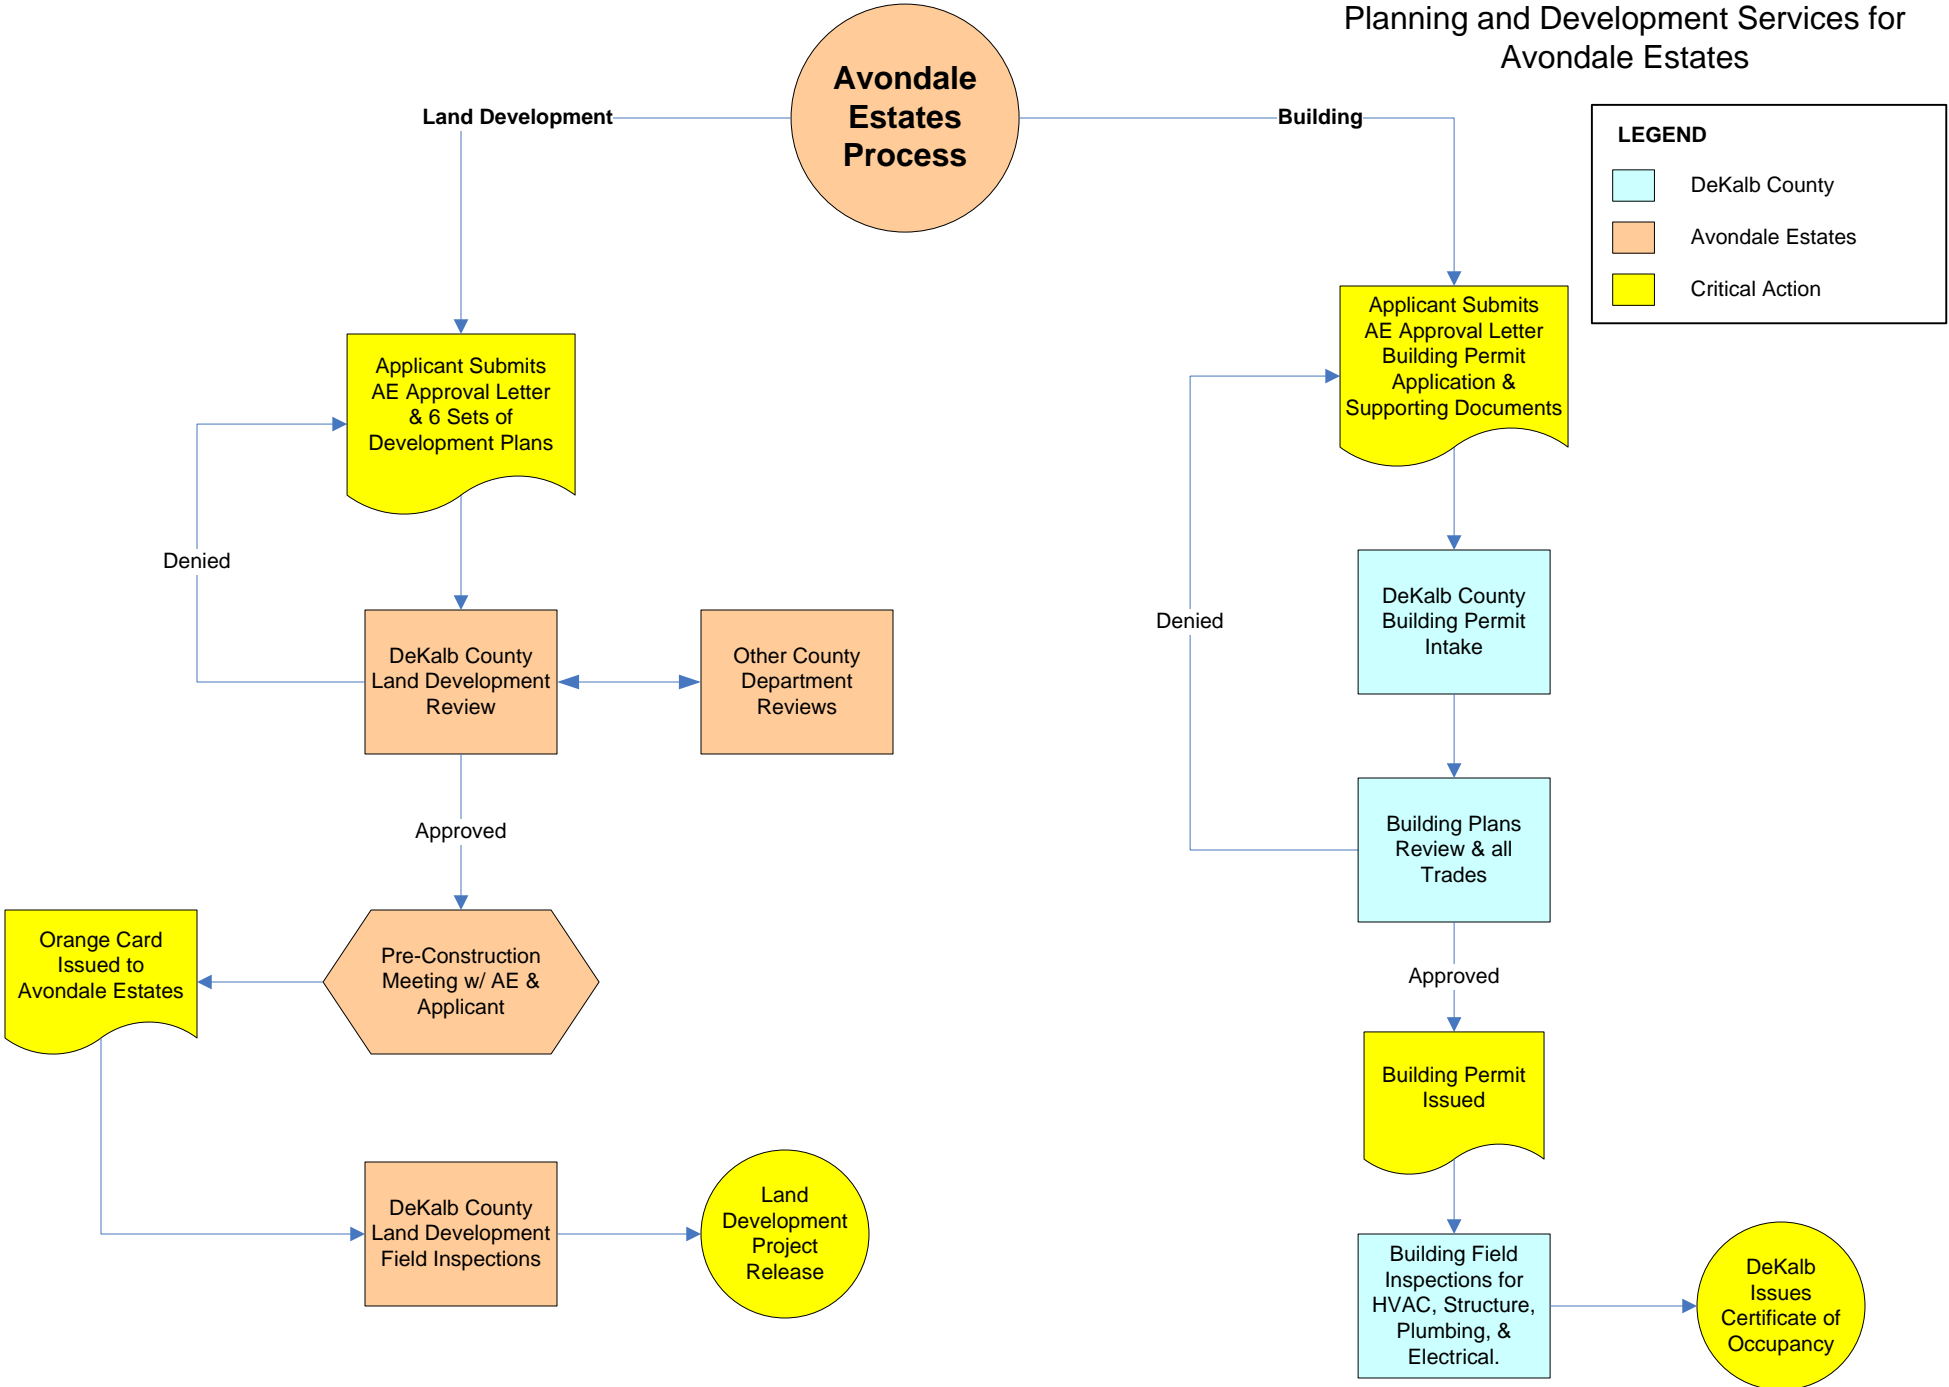 Planning and Development Services for
Avondale Estates
Avondale
Estates
Process
Land Development
Building
LEGEND
DeKalb County
Avondale Estates
Critical Action
Applicant Submits
AE Approval Letter
& 6 Sets of
Development Plans
Denied
DeKalb County
Land Development
Review
Other County
Department
Reviews
Approved
Pre-Construction
Meeting w/ AE &
Applicant
Orange Card
Issued to
Avondale Estates
DeKalb County
Land Development
Field Inspections
Land
Development
Project
Release
Applicant Submits
AE Approval Letter
Building Permit
Application &
Supporting Documents
Denied
DeKalb County
Building Permit
Intake
Building Plans
Review & all
Trades
Approved
Building Permit
Issued
Building Field
Inspections for
HVAC, Structure,
Plumbing, &
Electrical.
DeKalb
Issues
Certificate of
Occupancy